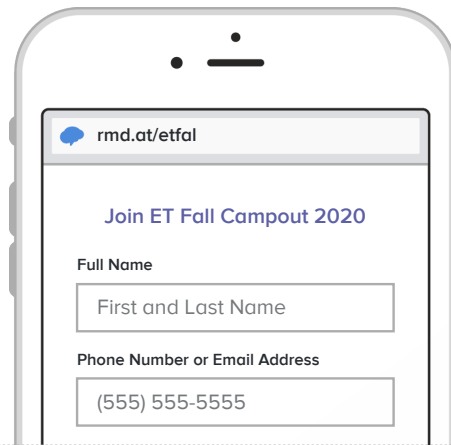 rmd.at/etfal
Join ET Fall Campout 2020
Full Name
First and Last Name
Phone Number or Email Address
(555) 555-5555